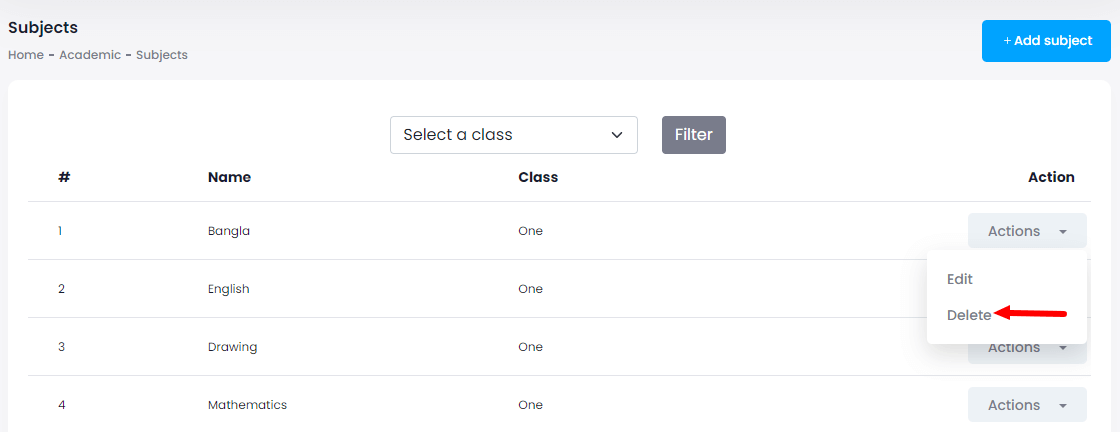 Subjects
Home - Academic - Subjects
+ Add subject
Select a class
Filter
# Name Class Action
1 Bangla One Actions
Edit
2 English One
Delete
3 Drawing One Actions
4 Mathematics One Actions